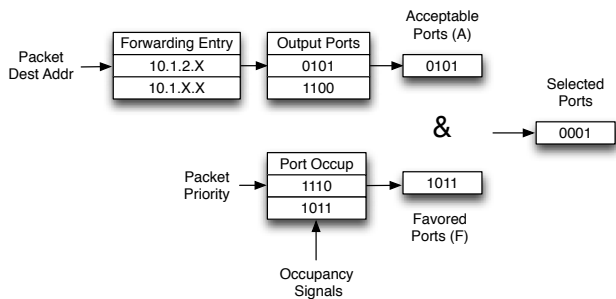 Packet
Dest Addr
Forwarding Entry
10.1.2.X
10.1.X.X
Output Ports
0101
1100
Acceptable
Ports (A)
0101
&
Selected
Ports
0001
Packet
Priority
Port Occup
1110
1011
1011
Favored
Ports (F)
Occupancy
Signals